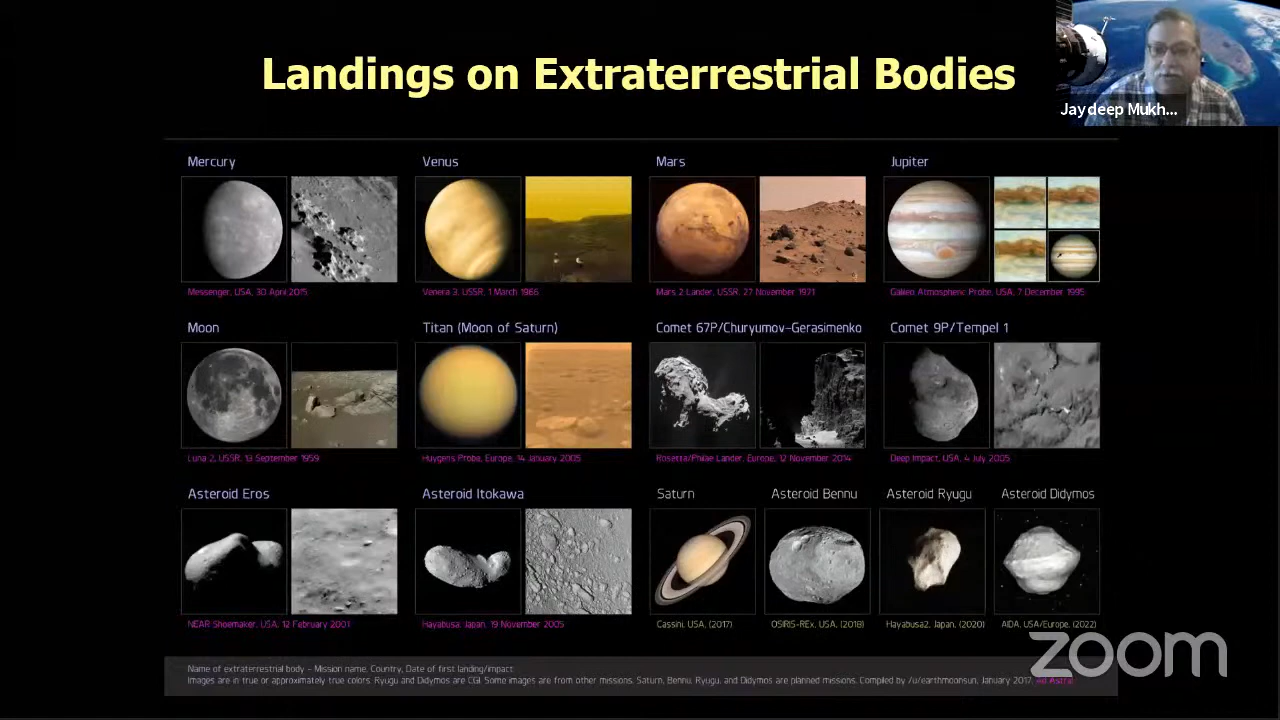 Landings on Extraterrestrial Bodies
Jaydeep Mukh...
Mercury
Venus
Mars
Jupiter
Messenger, USA, 30 April 2015
Venera 3, USSR, 1 March 1966
Mars 2 Lander, USSR, 27 November 1971
Galileo Atmospheric Probe, USA, 7 December 1995
Moon
Titan (Moon of Saturn)
Comet 67P/Churyumov-Gerasimenko
Comet 9P/Tempel 1
Luna 2, USSR, 13 September 1959
Huygens Probe, Europe, 14 January 2005
Rosetta/Philae Lander, Europe, 12 November 2014
Deep Impact, USA, 4 July 2005
Asteroid Eros
Asteroid Itokawa
Saturn
Asteroid Bennu
Asteroid Ryugu
Asteroid Didymos
NEAR Shoemaker, USA, 12 February 2001
Hayabusa, Japan, 19 November 2005
Cassini, USA, (2017)
OSIRIS-REx, USA, (2018)
Hayabusa2, Japan, (2020)
AIDA, USA/Europe, (2022)
zoom
Name of extraterrestrial body – Mission name, Country, Date of first landing/impact
Images are in true or approximately true colors. Ryugu and Didymos are CGI. Some images are from other missions. Saturn, Bennu, Ryugu, and Didymos are planned missions. Compiled by /u/earthmoonsun, January 2017, Ad Astra!